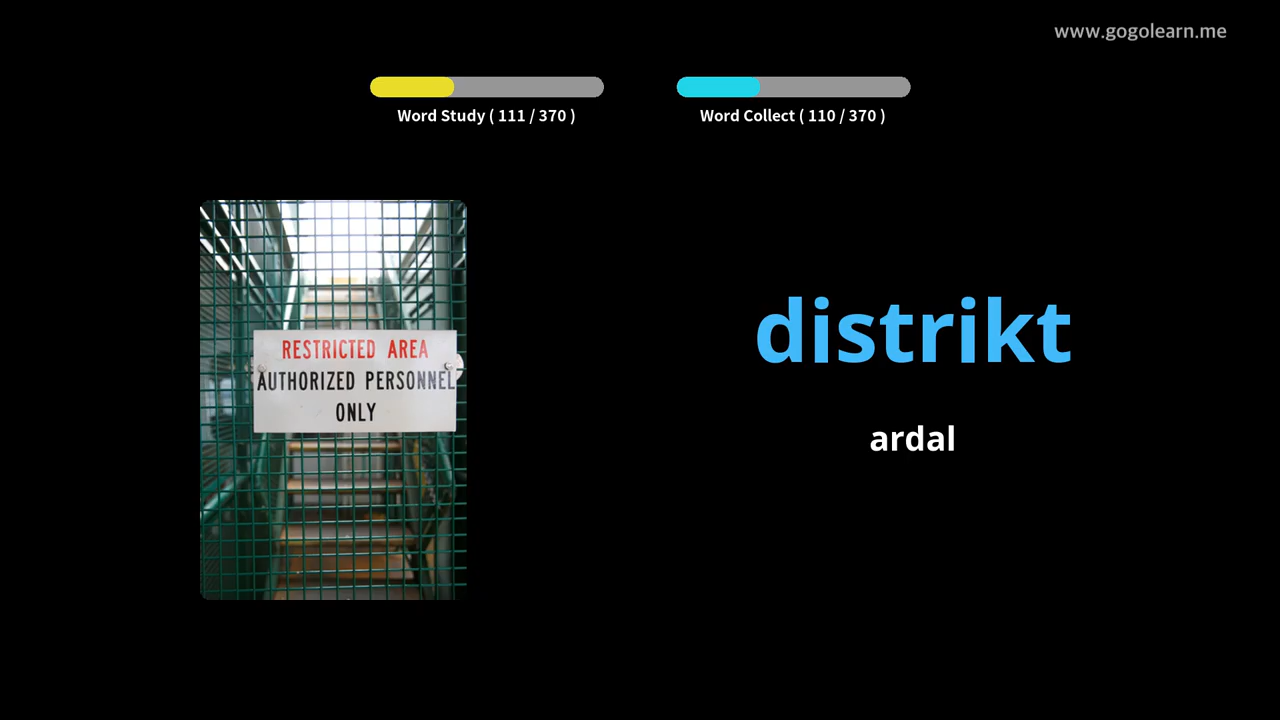 www.gogolearn.me
Word Study ( 111 / 370 )
Word Collect ( 110 / 370 )
RESTRICTED AREA
AUTHORIZED PERSONNEL
ONLY
distrikt
ardal